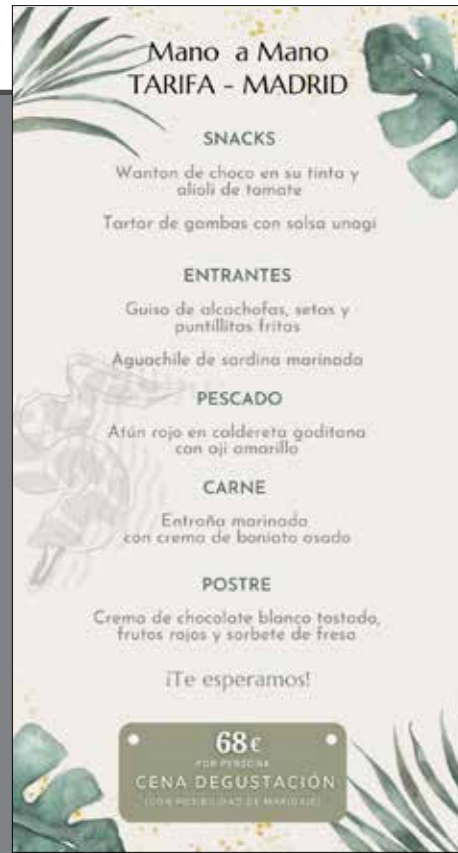 Mano a Mano
TARIFA - MADRID
SNACKS
Wanton de choco en su tinta y
alioli de tomate
Tartar de gambas con salsa unagi
ENTRANTES
Guiso de alcachofas, setas y
puntillitas fritas
Aguachile de sardina marinada
PESCADO
Atún rojo en caldereta gaditana
con aji amarillo
CARNE
Entraña marinada
con crema de boniato asado
POSTRE
Crema de chocolate blanco tostado,
frutos rojos y sorbete de fresa
¡Te esperamos!
68€
POR PERSONA
CENA DEGUSTACIÓN
(CON POSIBILIDAD DE MARIDAJE)